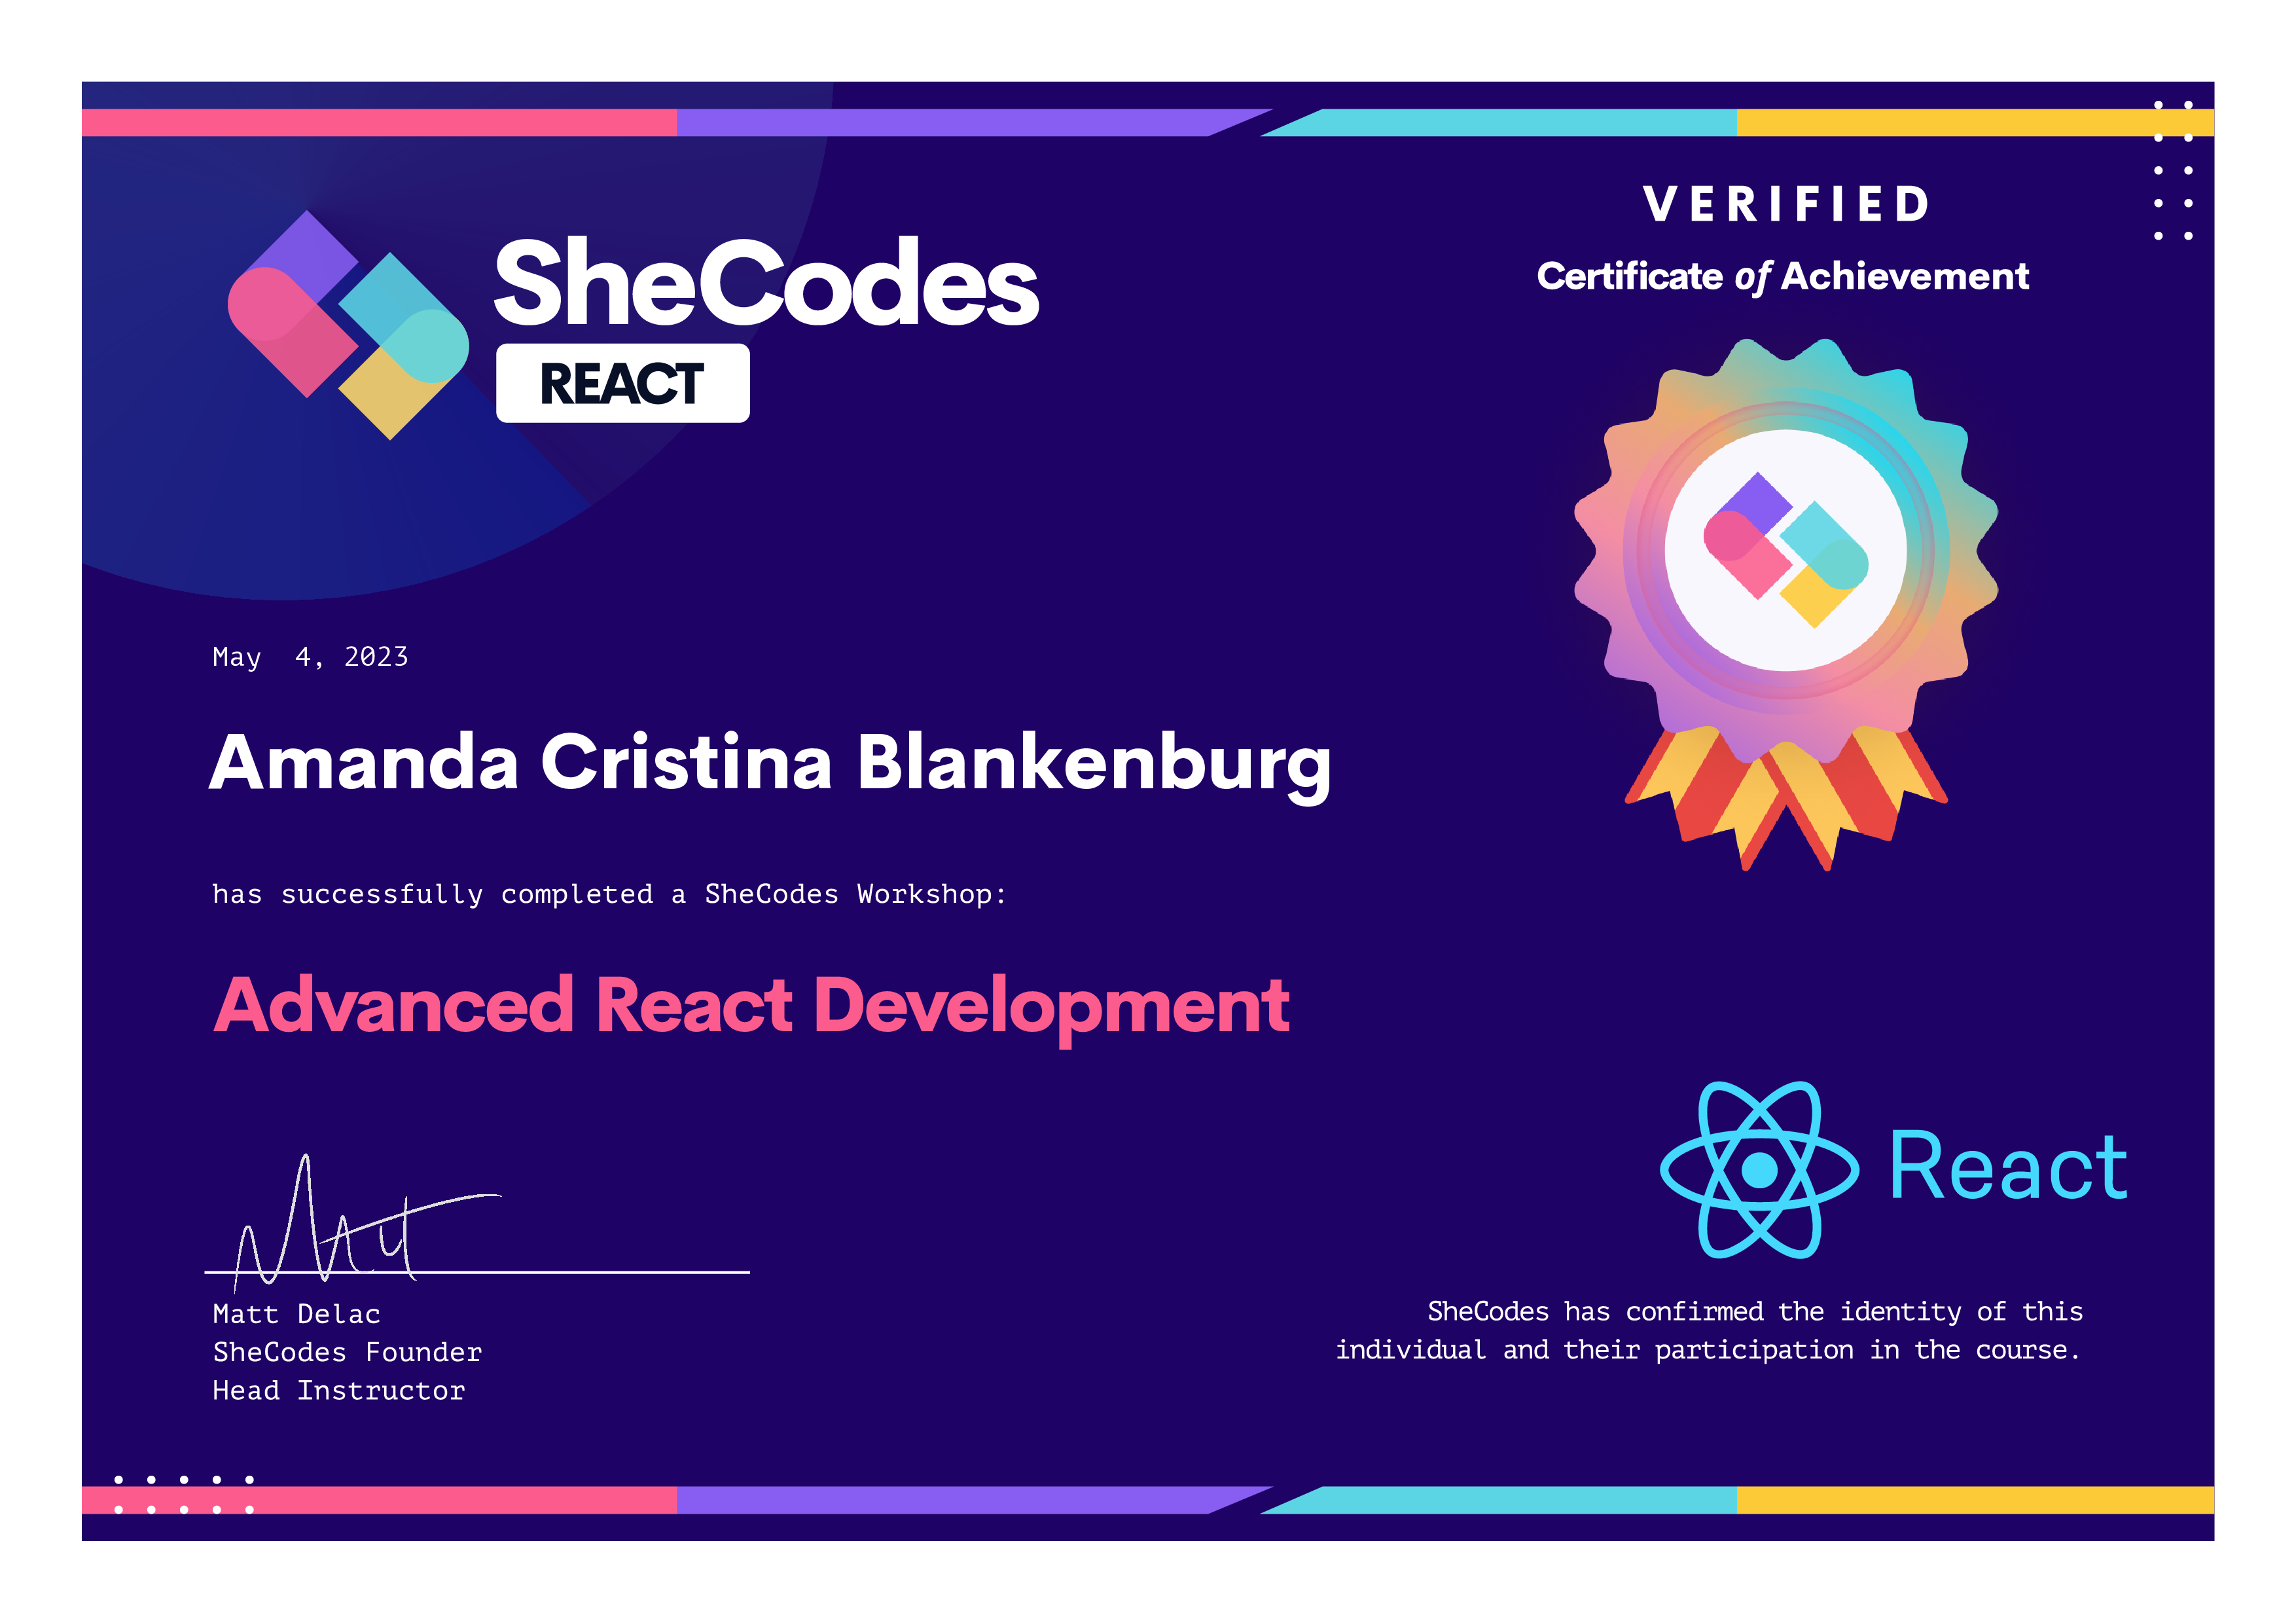 SheCodes
REACT
VERIFIED
Certificate of Achievement
May  4, 2023
Amanda Cristina Blankenburg
has successfully completed a SheCodes Workshop:
Advanced React Development
Matt
Matt Delac
SheCodes Founder
Head Instructor
React
SheCodes has confirmed the identity of this
individual and their participation in the course.